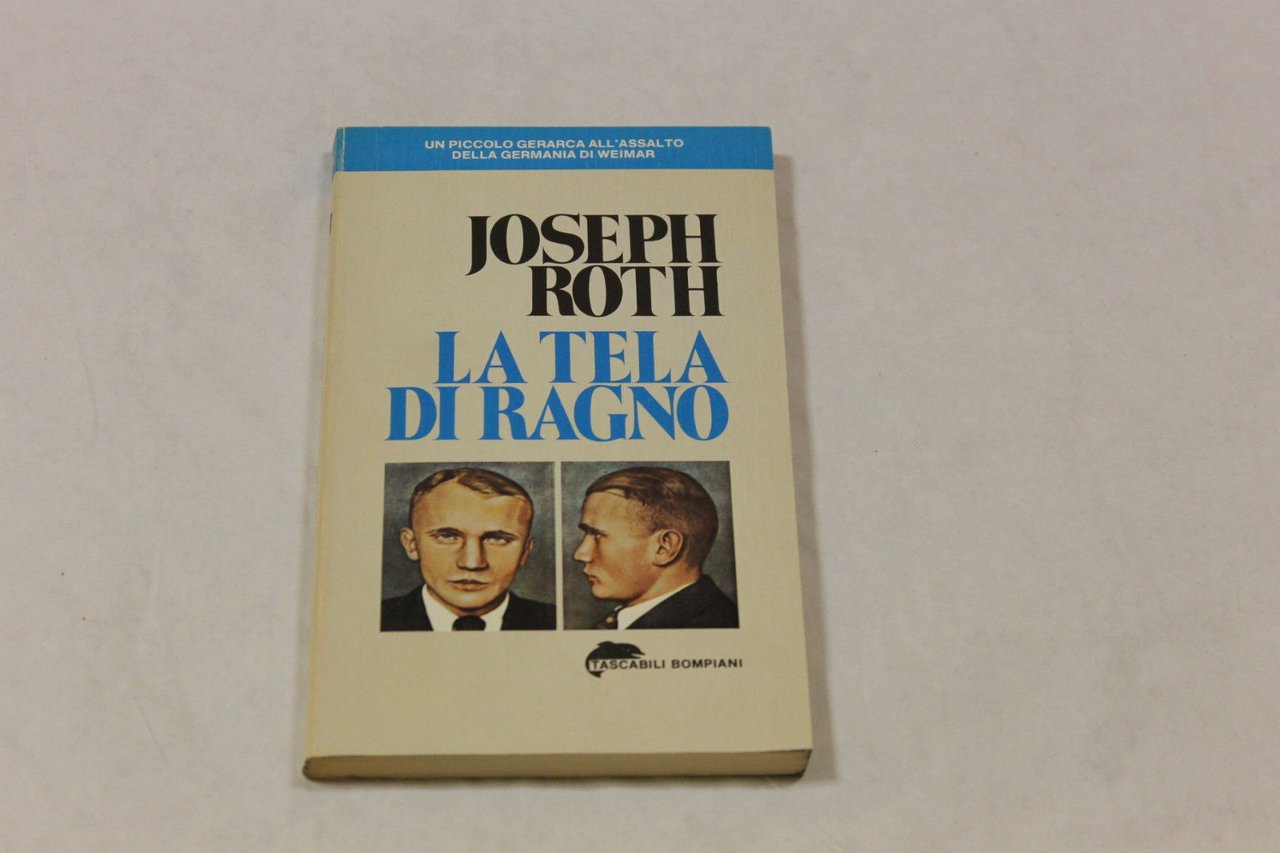 UN PICCOLO GERARCA ALL'ASSALTO
DELLA GERMANIA DI WEIMAR
JOSEPH
ROTH
LA TELA
DI RAGNO
TASCABILI BOMPIANI